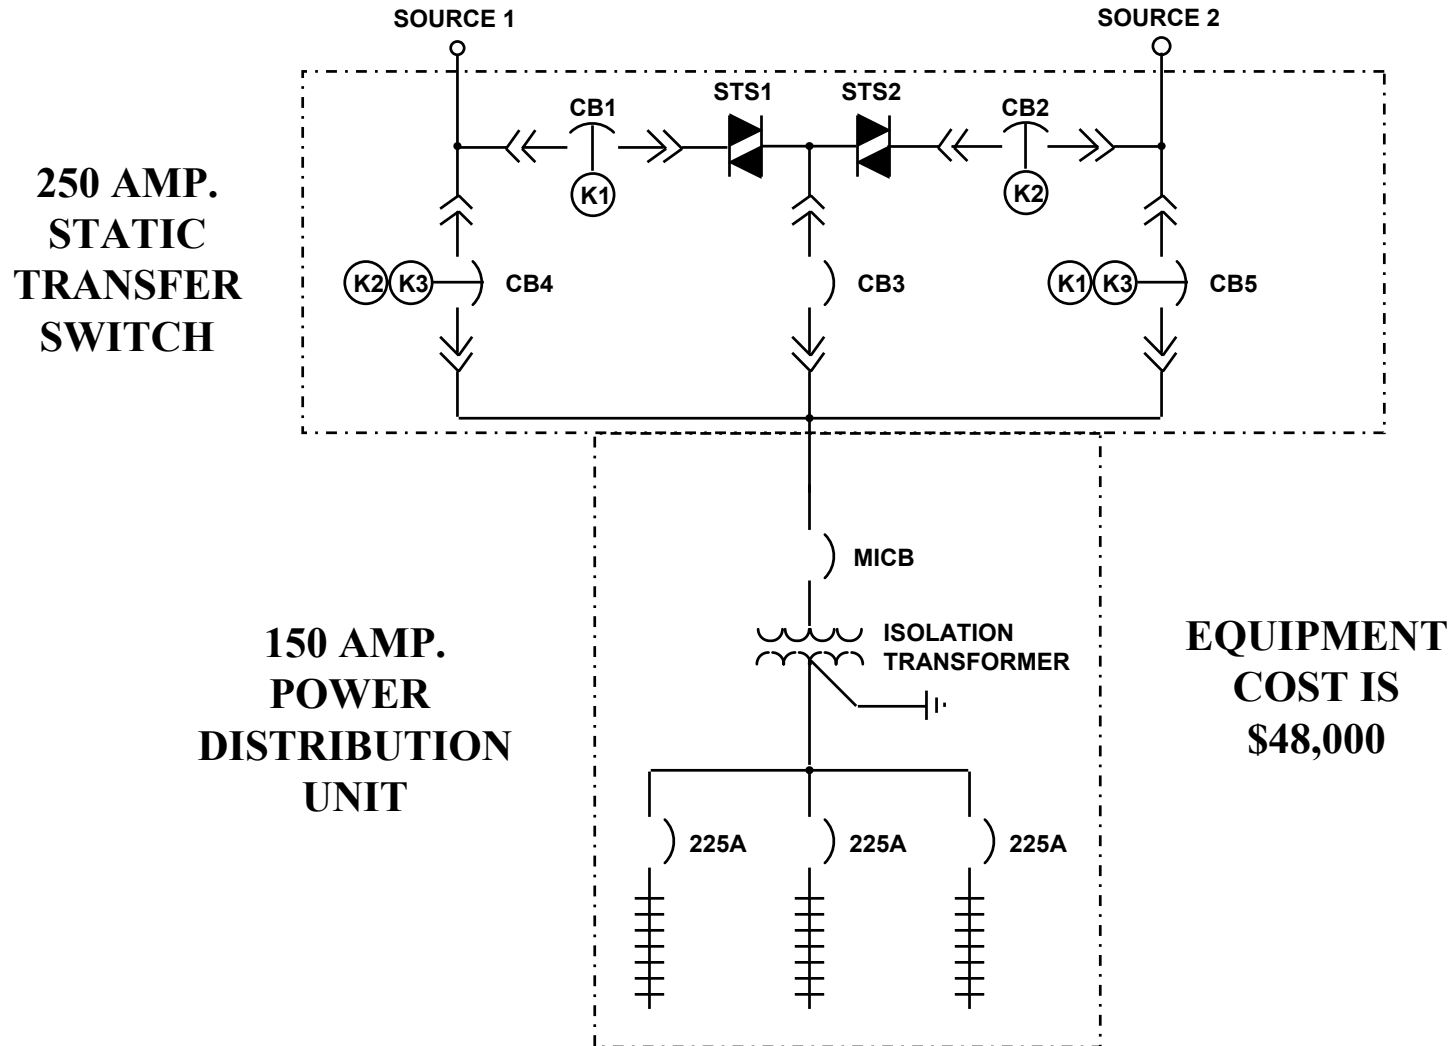 SOURCE 1
SOURCE 2
STS1
STS2
CB1
CB2
K1
K2
250 AMP.
STATIC
TRANSFER
SWITCH
K2
K3
CB4
CB3
K1
K3
CB5
MICB
ISOLATION
TRANSFORMER
150 AMP.
POWER
DISTRIBUTION
UNIT
EQUIPMENT
COST IS
$48,000
225A
225A
225A